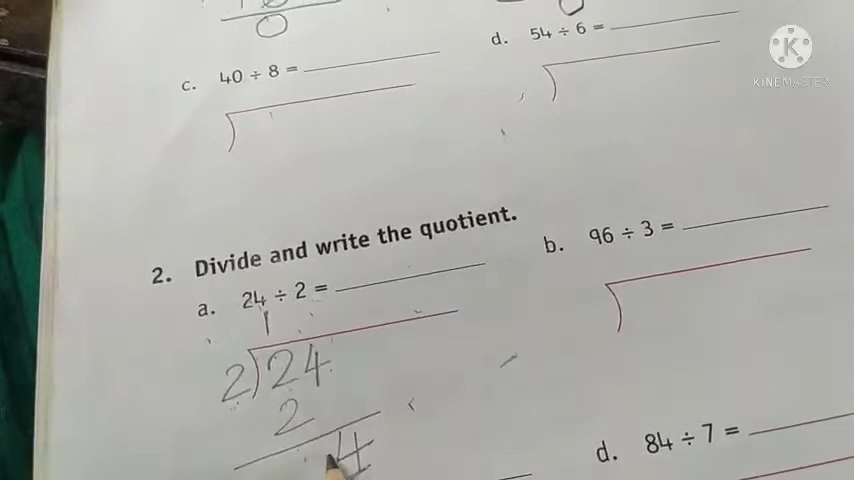 0
c. 40 ÷ 8 =
d. 54 ÷ 6 =
K
KINEMASTER
2. Divide and write the quotient.
a. 24 ÷ 2 =
b. 96 ÷ 3 =
1
2)24
2
4
d. 84 ÷ 7 =